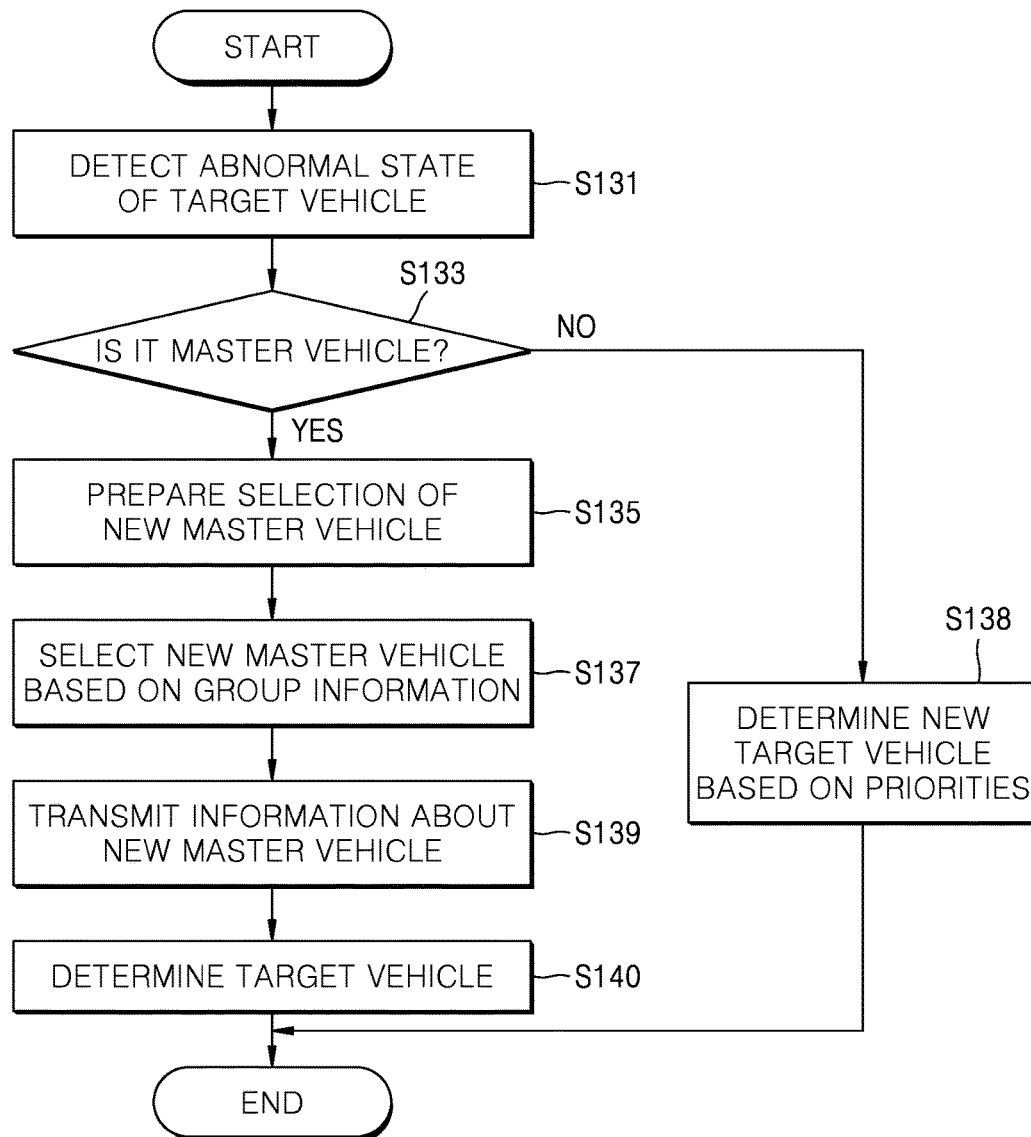 START
DETECT ABNORMAL STATE
OF TARGET VEHICLE
S131
S133
IS IT MASTER VEHICLE?
NO
YES
PREPARE SELECTION OF
NEW MASTER VEHICLE
S135
SELECT NEW MASTER VEHICLE
BASED ON GROUP INFORMATION
S137
S138
DETERMINE NEW
TARGET VEHICLE
BASED ON PRIORITIES
TRANSMIT INFORMATION ABOUT
NEW MASTER VEHICLE
S139
DETERMINE TARGET VEHICLE
S140
END